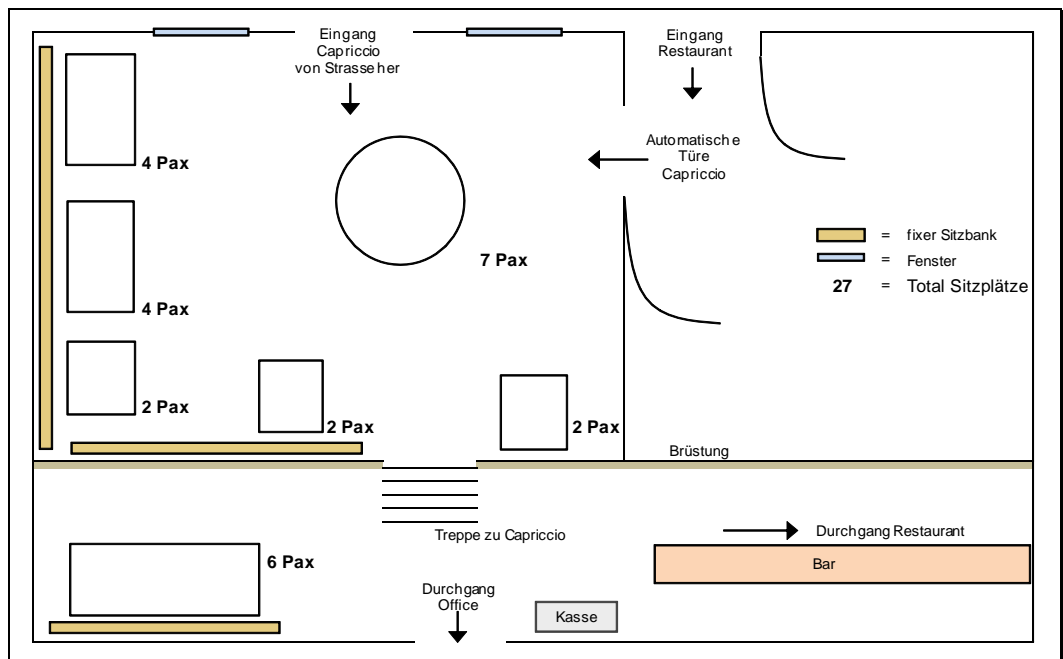 Eingang
Capriccio
von Strasse her
Eingang
Restaurant
Automatische
Türe
Capriccio
4 Pax
7 Pax
= fixer Sitzbank
= Fenster
27 = Total Sitzplätze
4 Pax
2 Pax
2 Pax
2 Pax
Brüstung
Treppe zu Capriccio
Durchgang Restaurant
6 Pax
Bar
Durchgang
Office
Kasse